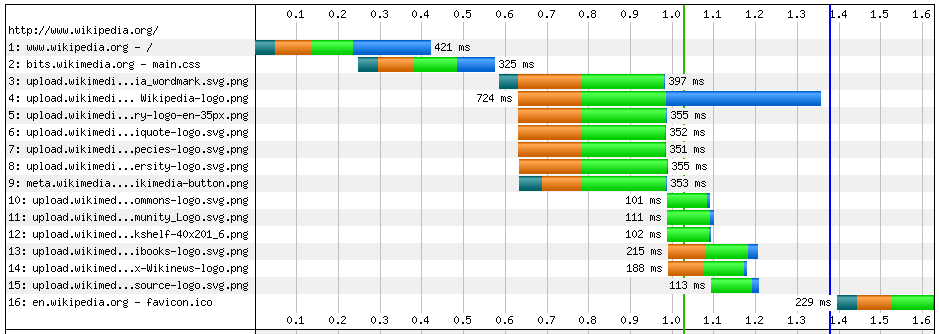 0.1 0.2 0.3 0.4 0.5 0.6 0.7 0.8 0.9 1.0 1.1 1.2 1.3 1.4 1.5 1.6
http://www.wikipedia.org/
1: www.wikipedia.org - / 421 ms
2: bits.wikimedia.org - main.css 325 ms
3: upload.wikimedi...ia_wordmark.svg.png 397 ms
4: upload.wikimedi... Wikipedia-logo.png 724 ms
5: upload.wikimedi...ry-logo-en-35px.png 355 ms
6: upload.wikimedi...iquote-logo.svg.png 352 ms
7: upload.wikimedi...pecies-logo.svg.png 351 ms
8: upload.wikimedi...ersity-logo.svg.png 355 ms
9: meta.wikimedia....ikimedia-button.png 353 ms
10: upload.wikimed...ommons-logo.svg.png 101 ms
11: upload.wikimed...munity_Logo.svg.png 111 ms
12: upload.wikimed...kshelf-40x201_6.png 102 ms
13: upload.wikimed...ibooks-logo.svg.png 215 ms
14: upload.wikimed...x-Wikinews-logo.png 188 ms
15: upload.wikimed...source-logo.svg.png 113 ms
16: en.wikipedia.org - favicon.ico 229 ms
0.1 0.2 0.3 0.4 0.5 0.6 0.7 0.8 0.9 1.0 1.1 1.2 1.3 1.4 1.5 1.6